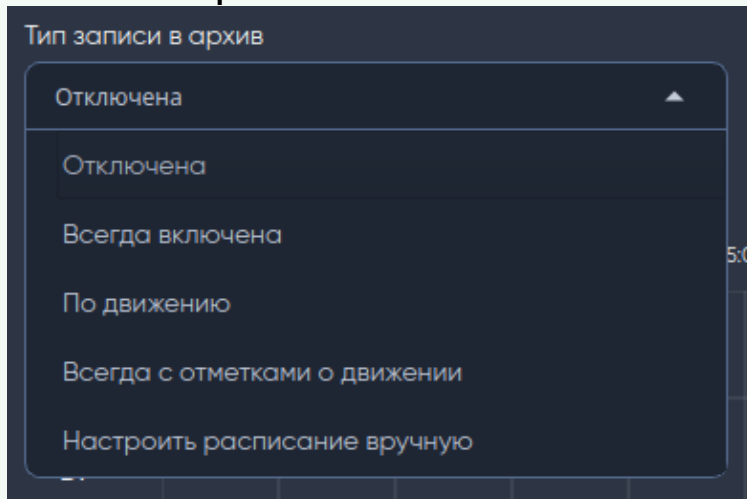 Тип записи в архив
Отключена
Отключена
Всегда включена
По движению
Всегда с отметками о движении
Настроить расписание вручную